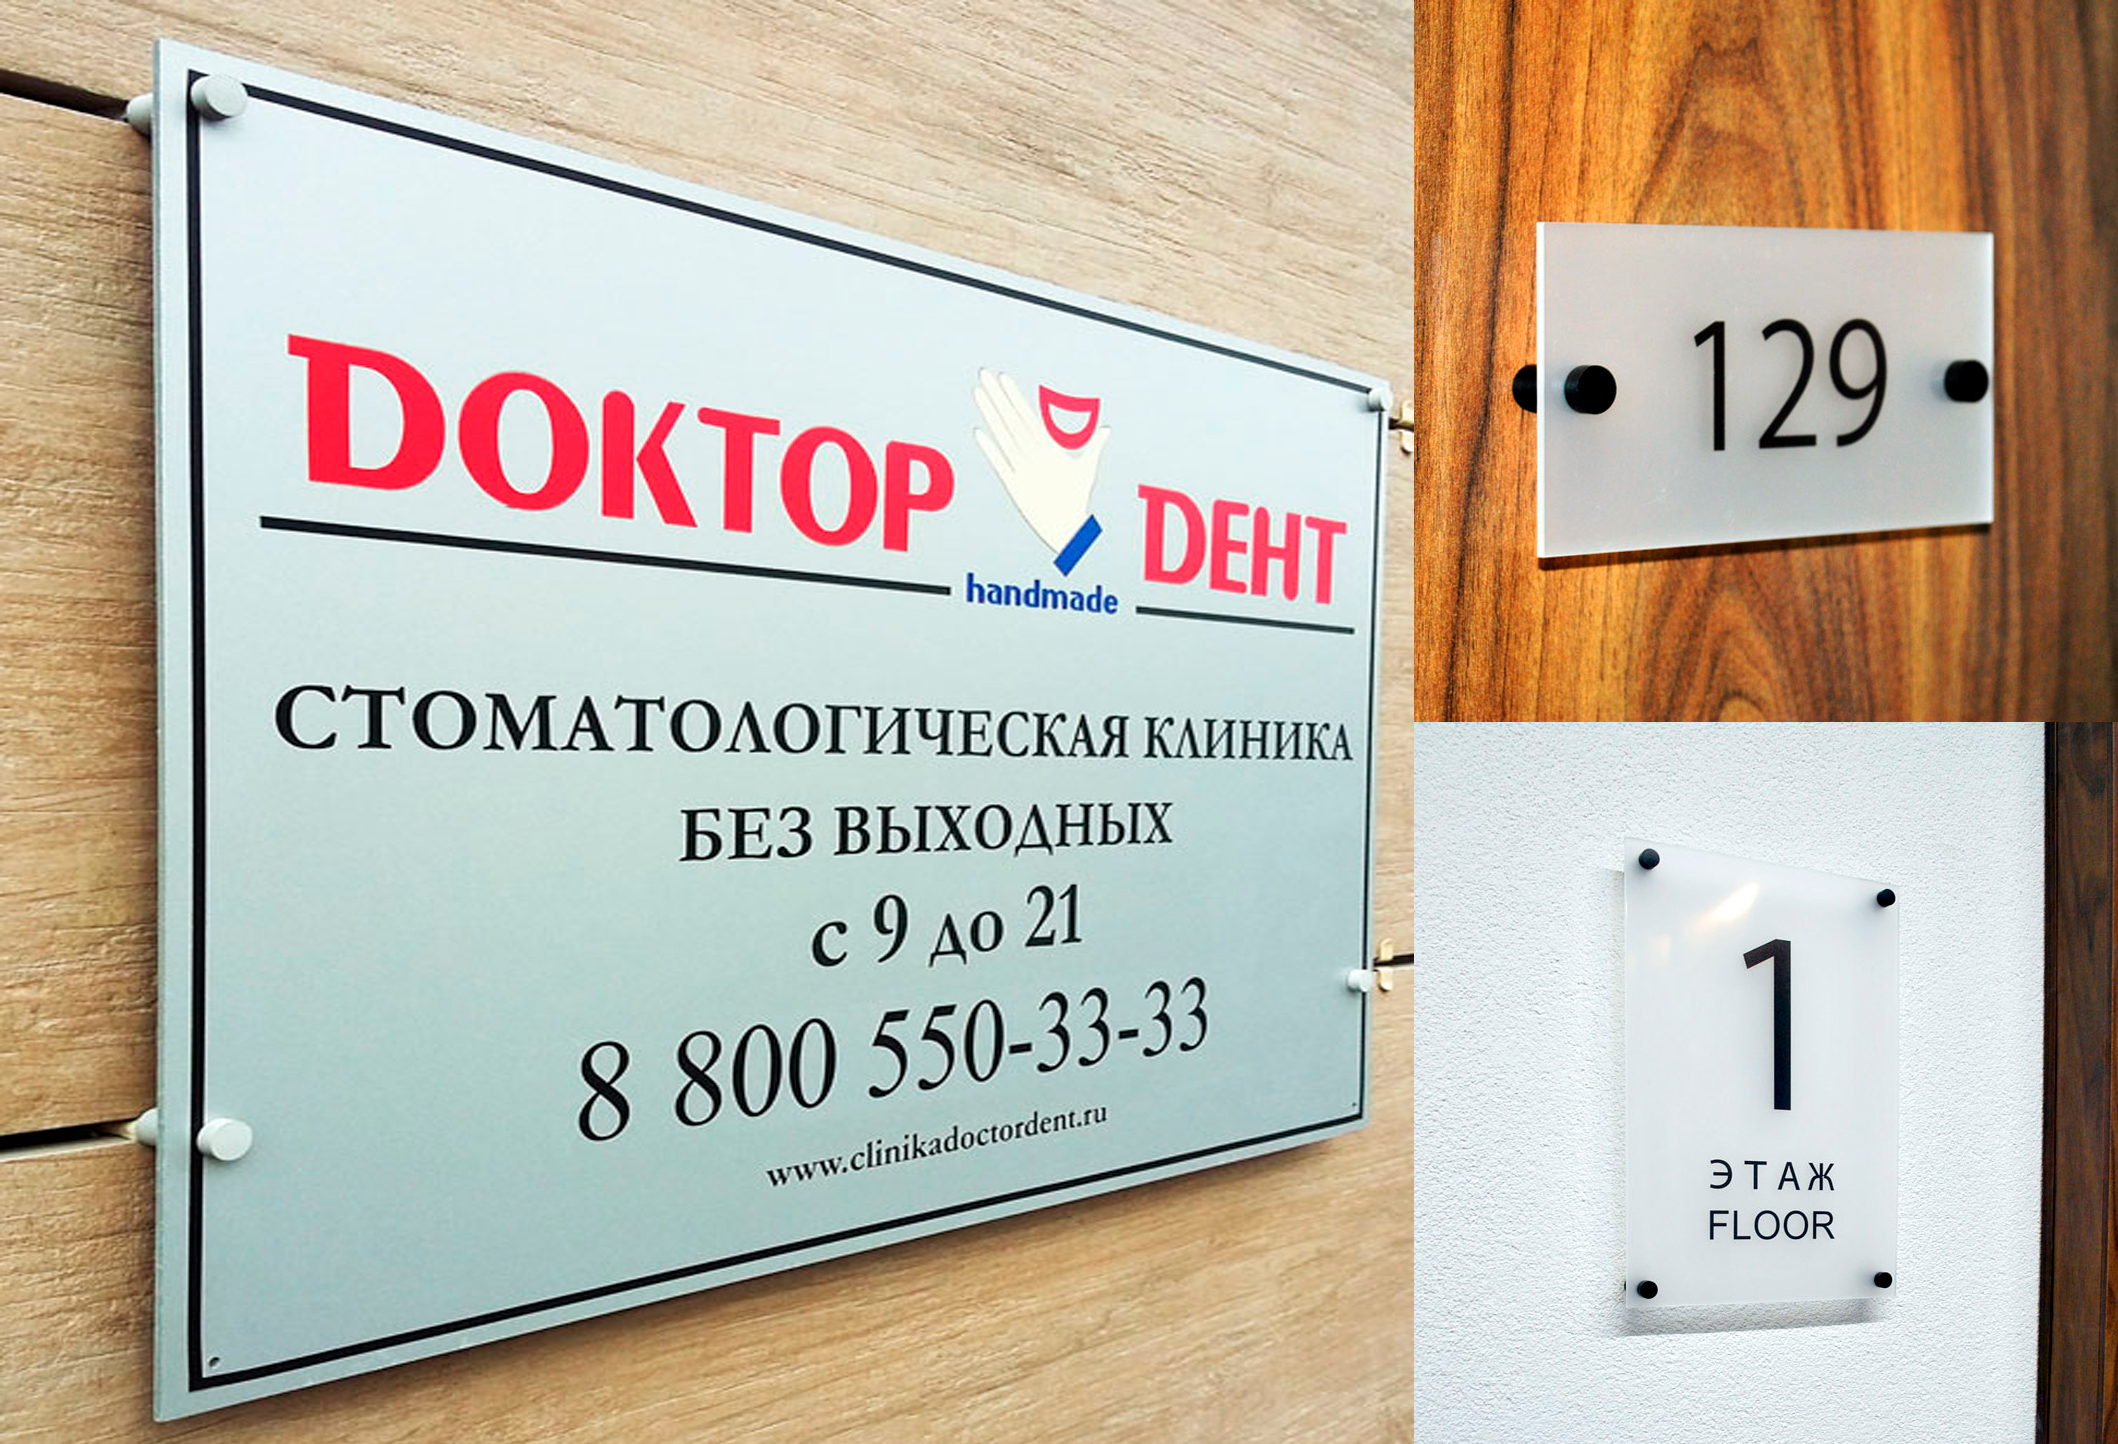 ДОКТОР ДЕНТ
handmade
СТОМАТОЛОГИЧЕСКАЯ КЛИНИКА
БЕЗ ВЫХОДНЫХ
с 9 до 21
8 800 550-33-33
www.clinikadoctordent.ru
129
1
ЭТАЖ
FLOOR